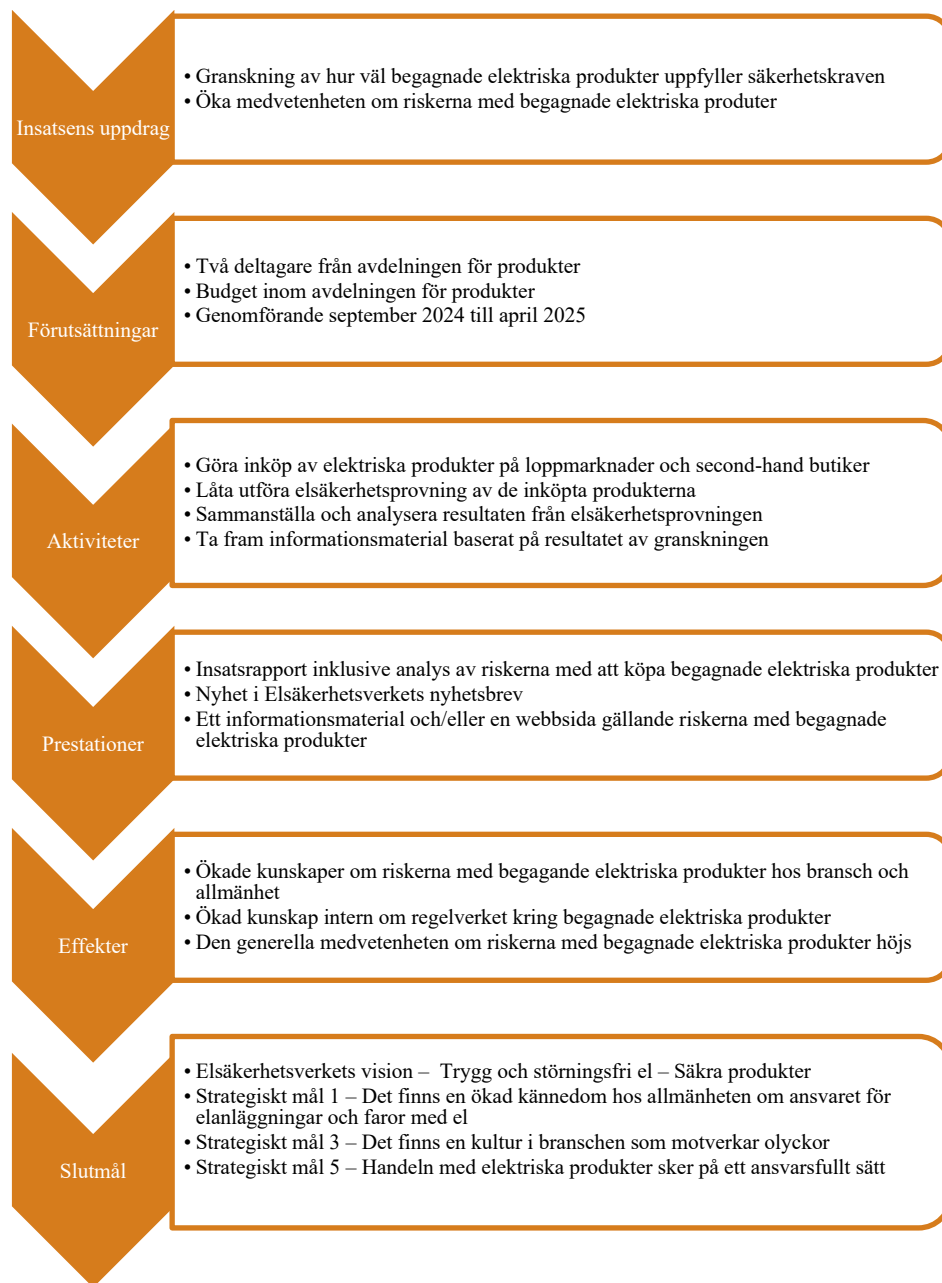 Insatsens uppdrag
• Granskning av hur väl begagnade elektriska produkter uppfyller säkerhetskraven
• Öka medvetenheten om riskerna med begagnade elektriska produter
Förutsättningar
• Två deltagare från avdelningen för produkter
• Budget inom avdelningen för produkter
• Genomförande september 2024 till april 2025
Aktiviteter
• Göra inköp av elektriska produkter på loppmarknader och second-hand butiker
• Låta utföra elsäkerhetsprovning av de inköpta produkterna
• Sammanställa och analysera resultaten från elsäkerhetsprovningen
• Ta fram informationsmaterial baserat på resultatet av granskningen
Prestationer
• Insatsrapport inklusive analys av riskerna med att köpa begagnade elektriska produkter
• Nyhet i Elsäkerhetsverkets nyhetsbrev
• Ett informationsmaterial och/eller en webbsida gällande riskerna med begagnade
elektriska produkter
Effekter
• Ökade kunskaper om riskerna med begagande elektriska produkter hos bransch och
allmänhet
• Ökad kunskap intern om regelverket kring begagnade elektriska produkter
• Den generella medvetenheten om riskerna med begagnade elektriska produkter höjs
Slutmål
• Elsäkerhetsverkets vision – Trygg och störningsfri el – Säkra produkter
• Strategiskt mål 1 – Det finns en ökad kännedom hos allmänheten om ansvaret för
elanläggningar och faror med el
• Strategiskt mål 3 – Det finns en kultur i branschen som motverkar olyckor
• Strategiskt mål 5 – Handeln med elektriska produkter sker på ett ansvarsfullt sätt